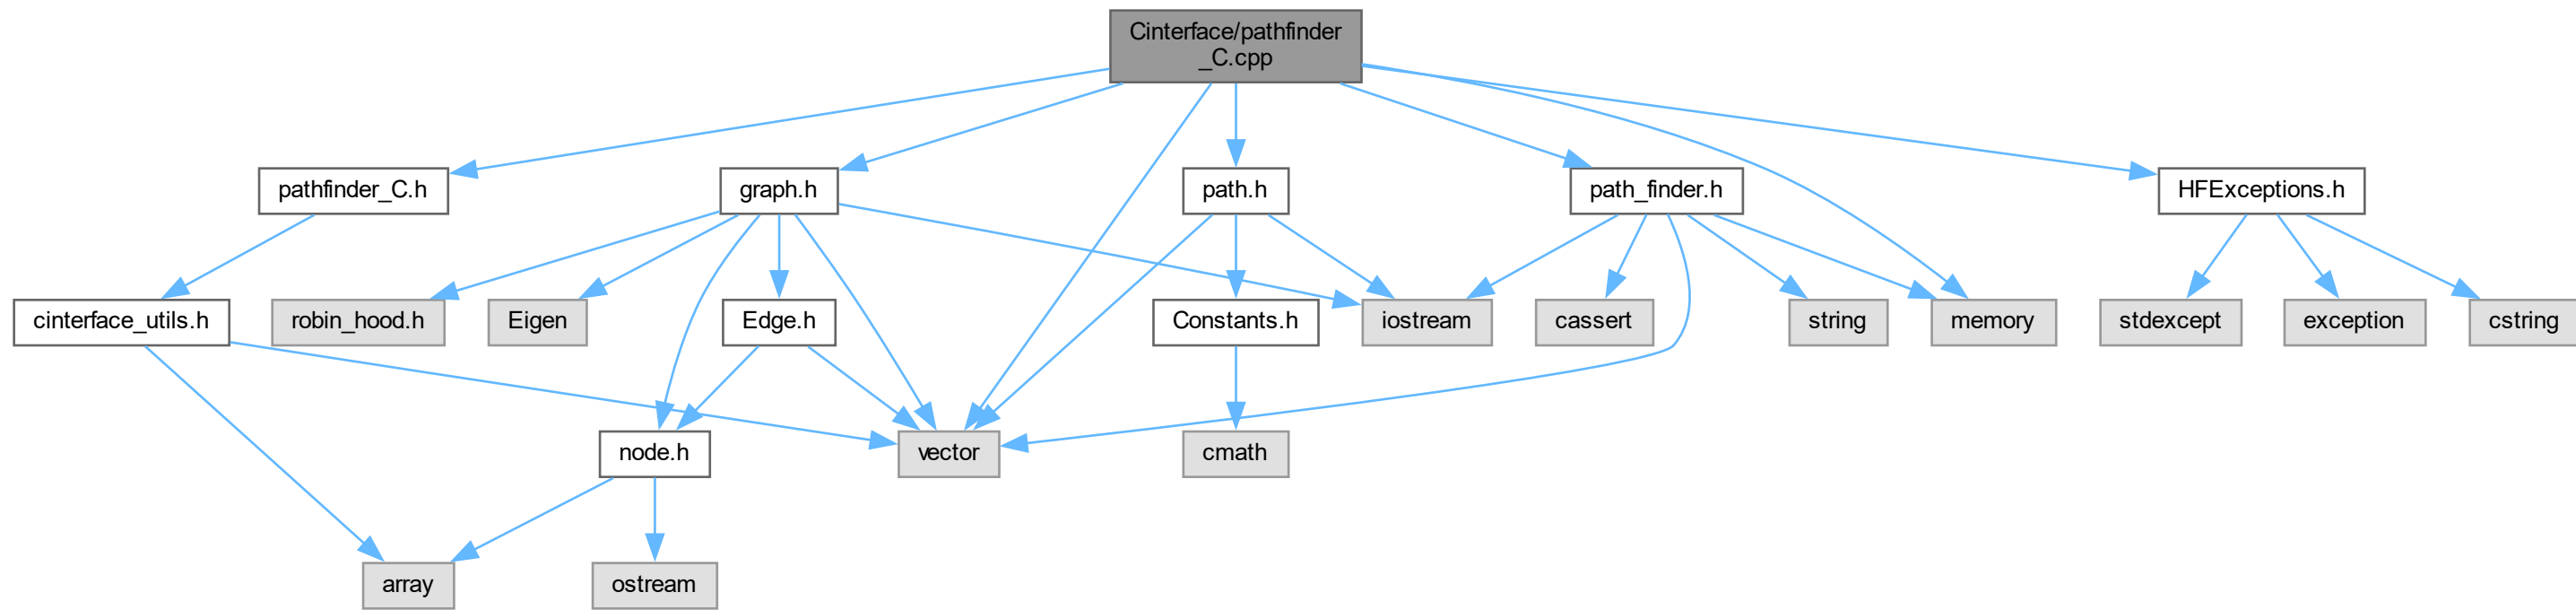 Cinterface/pathfinder
_C.cpp
pathfinder_C.h
graph.h
path.h
path_finder.h
HFExceptions.h
cinterface_utils.h
robin_hood.h
Eigen
Edge.h
Constants.h
iostream
cassert
string
memory
stdexcept
exception
cstring
node.h
vector
cmath
array
ostream